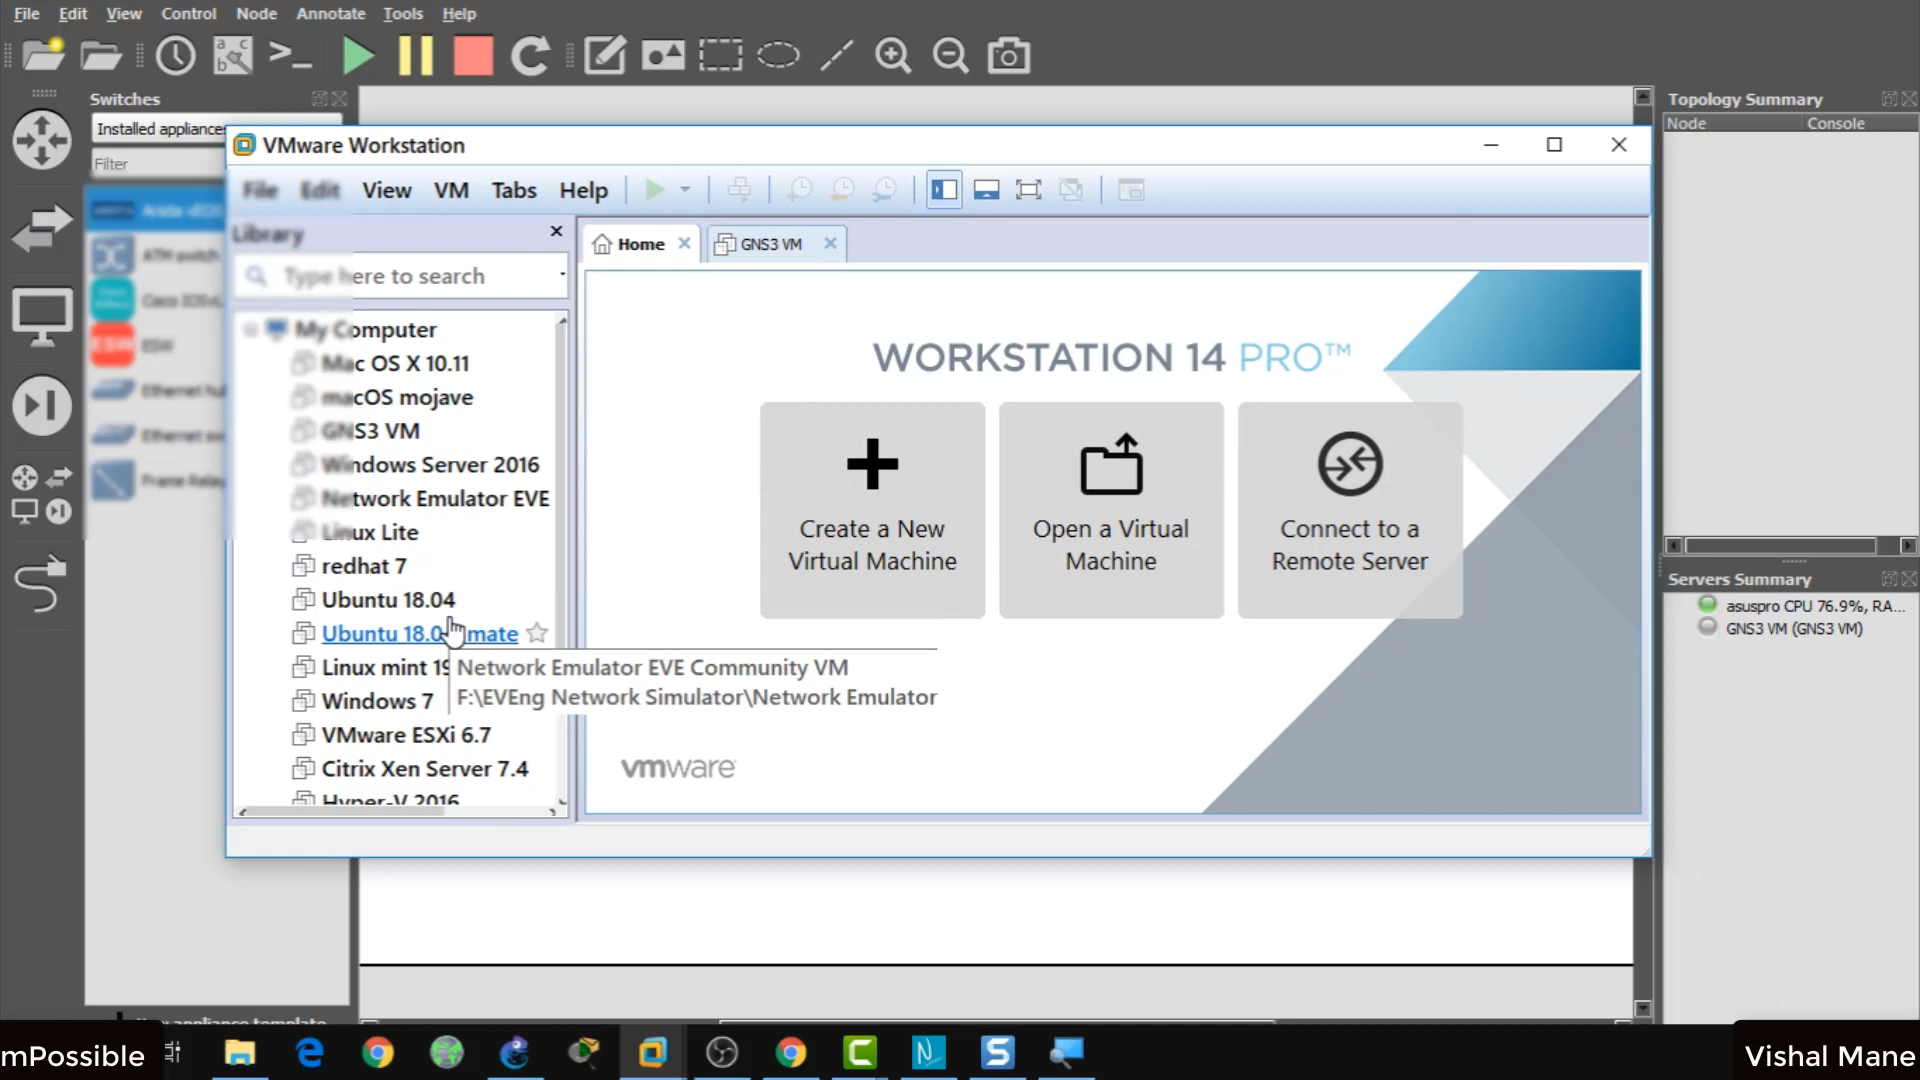 File Edit View Control Node Annotate Tools Help
Switches
Installed appliances
Filter
ATM switch
ESW
VMware Workstation
File Edit View VM Tabs Help
Library
Type here to search
My Computer
Mac OS X 10.11
macOS mojave
GNS3 VM
Windows Server 2016
Network Emulator EVE
Linux Lite
redhat 7
Ubuntu 18.04
Ubuntu 18.0 mate
Linux mint 19
Windows 7
VMware ESXi 6.7
Citrix Xen Server 7.4
Hyper-V 2016
Network Emulator EVE Community VM
F:\EVEng Network Simulator\Network Emulator
Home
GNS3 VM
WORKSTATION 14 PRO™
Create a New
Virtual Machine
Open a Virtual
Machine
Connect to a
Remote Server
vmware
Topology Summary
Node Console
Servers Summary
asuspro CPU 76.9%, RA...
GNS3 VM (GNS3 VM)
appliance template
mPossible
Vishal Mane